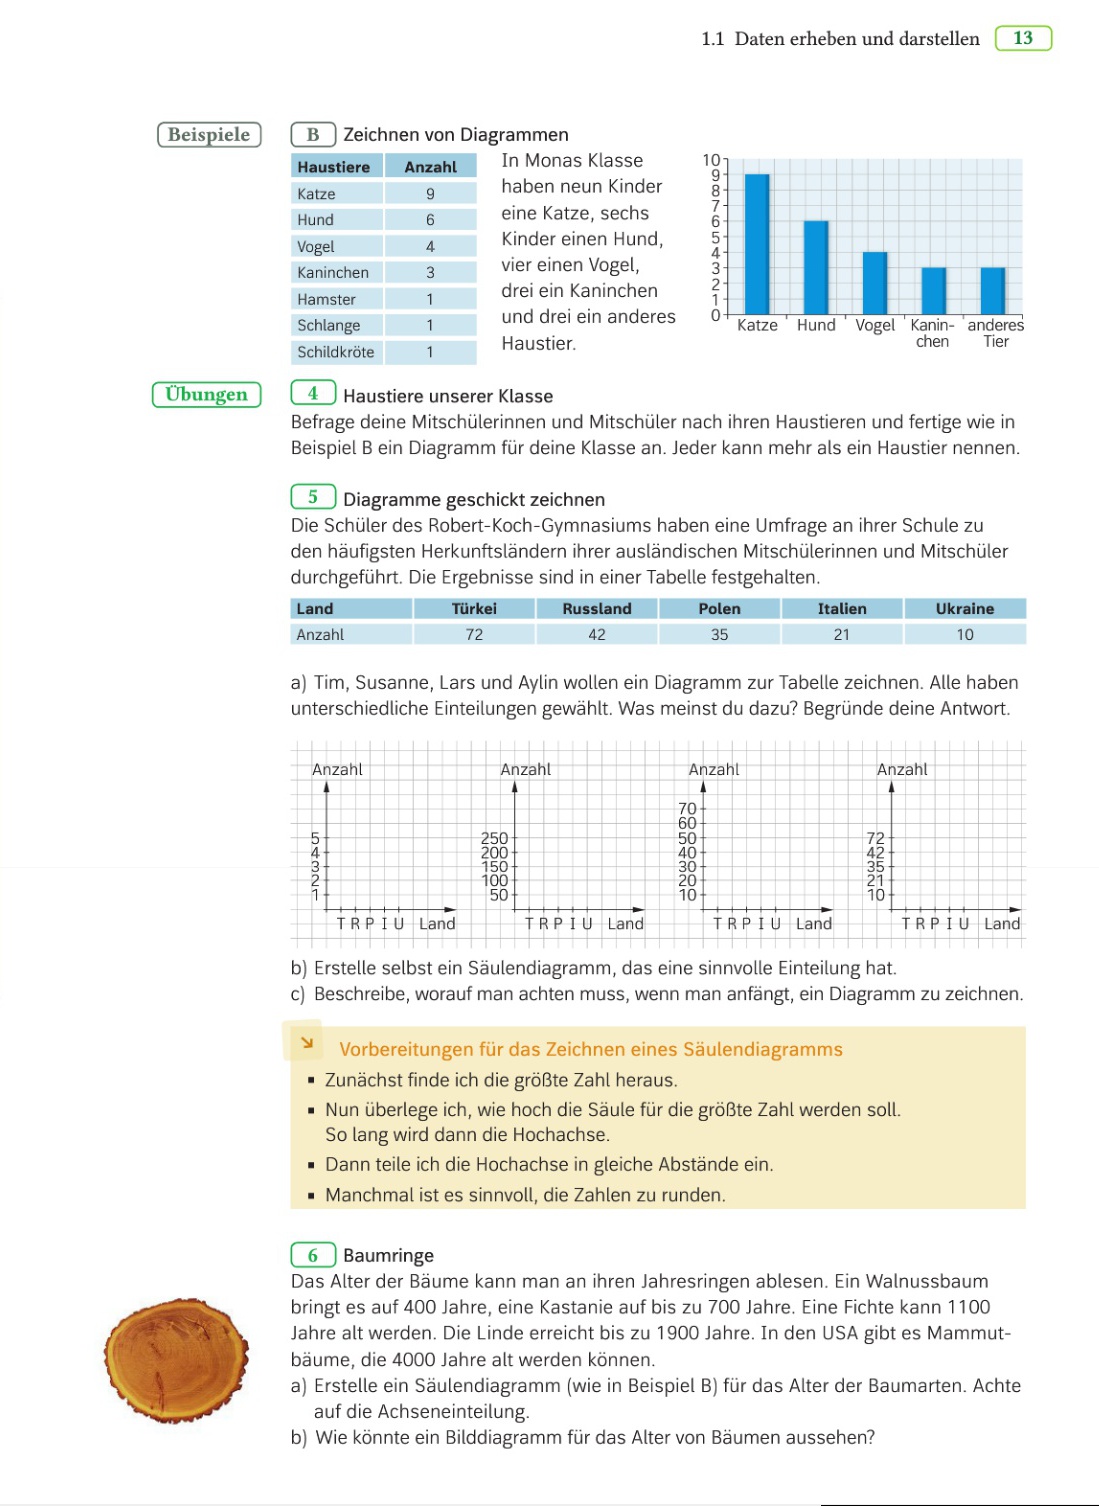 1.1 Daten erheben und darstellen 13
Beispiele
B Zeichnen von Diagrammen
Haustiere Anzahl
Katze 9
Hund 6
Vogel 4
Kaninchen 3
Hamster 1
Schlange 1
Schildkröte 1
In Monas Klasse
haben neun Kinder
eine Katze, sechs
Kinder einen Hund,
vier einen Vogel,
drei ein Kaninchen
und drei ein anderes
Haustier.
10
9
8
7
6
5
4
3
2
1
0
Katze Hund Vogel Kanin- anderes
chen Tier
Übungen
4 Haustiere unserer Klasse
Befrage deine Mitschülerinnen und Mitschüler nach ihren Haustieren und fertige wie in
Beispiel B ein Diagramm für deine Klasse an. Jeder kann mehr als ein Haustier nennen.
5 Diagramme geschickt zeichnen
Die Schüler des Robert-Koch-Gymnasiums haben eine Umfrage an ihrer Schule zu
den häufigsten Herkunftsländern ihrer ausländischen Mitschülerinnen und Mitschüler
durchgeführt. Die Ergebnisse sind in einer Tabelle festgehalten.
Land Türkei Russland Polen Italien Ukraine
Anzahl 72 42 35 21 10
a) Tim, Susanne, Lars und Aylin wollen ein Diagramm zur Tabelle zeichnen. Alle haben
unterschiedliche Einteilungen gewählt. Was meinst du dazu? Begründe deine Antwort.
Anzahl
5
4
3
2
1
T R P I U Land
Anzahl
250
200
150
100
50
T R P I U Land
Anzahl
70
60
50
40
30
20
10
T R P I U Land
Anzahl
72
42
35
21
10
T R P I U Land
b) Erstelle selbst ein Säulendiagramm, das eine sinnvolle Einteilung hat.
c) Beschreibe, worauf man achten muss, wenn man anfängt, ein Diagramm zu zeichnen.
Vorbereitungen für das Zeichnen eines Säulendiagramms
▪ Zunächst finde ich die größte Zahl heraus.
▪ Nun überlege ich, wie hoch die Säule für die größte Zahl werden soll.
So lang wird dann die Hochachse.
▪ Dann teile ich die Hochachse in gleiche Abstände ein.
▪ Manchmal ist es sinnvoll, die Zahlen zu runden.
6 Baumringe
Das Alter der Bäume kann man an ihren Jahresringen ablesen. Ein Walnussbaum
bringt es auf 400 Jahre, eine Kastanie auf bis zu 700 Jahre. Eine Fichte kann 1100
Jahre alt werden. Die Linde erreicht bis zu 1900 Jahre. In den USA gibt es Mammut-
bäume, die 4000 Jahre alt werden können.
a) Erstelle ein Säulendiagramm (wie in Beispiel B) für das Alter der Baumarten. Achte
auf die Achseneinteilung.
b) Wie könnte ein Bilddiagramm für das Alter von Bäumen aussehen?